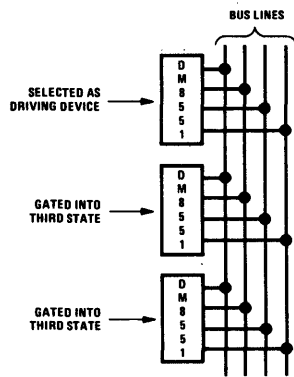 BUS LINES
SELECTED AS
DRIVING DEVICE
DM8551
GATED INTO
THIRD STATE
DM8551
GATED INTO
THIRD STATE
DM8551